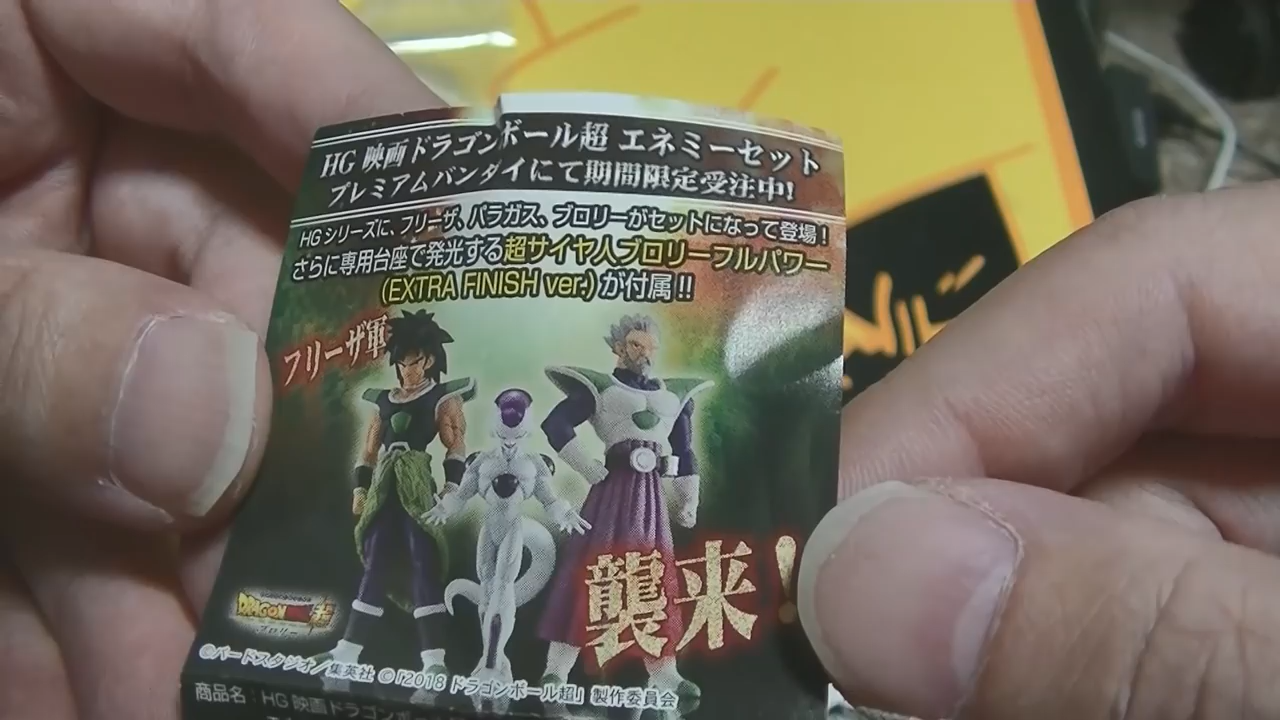 HG 映画ドラゴンボール超 エネミーセット
プレミアムバンダイにて期間限定受注中!
HGシリーズに、フリーザ、パラガス、ブロリーがセットになって登場!
さらに専用台座で発光する超サイヤ人ブロリーフルパワー
(EXTRA FINISH ver.)が付属!!
フリーザ軍
襲来!
DRAGON 超
ブロリー
©バードスタジオ/集英社 ©「2018 ドラゴンボール超」製作委員会
商品名:HG 映画ドラゴンボ